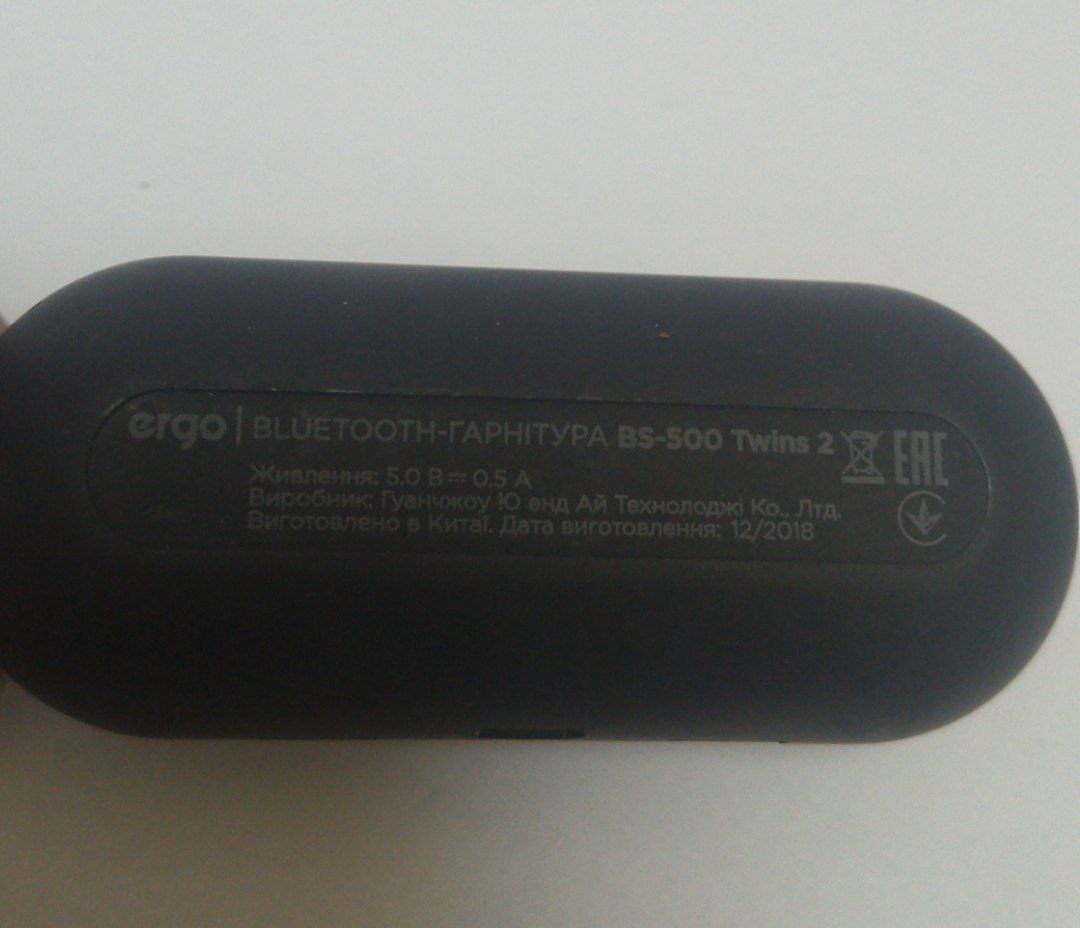 ergo | BLUETOOTH-ГАРНІТУРА BS-500 Twins 2 EAC
Живлення: 5.0 В⎓ 0.5 А
Виробник: Гуанчжоу Ю энд Ай Технолоджі Ко., Лтд.
Виготовлено в Китаї. Дата виготовлення: 12/2018